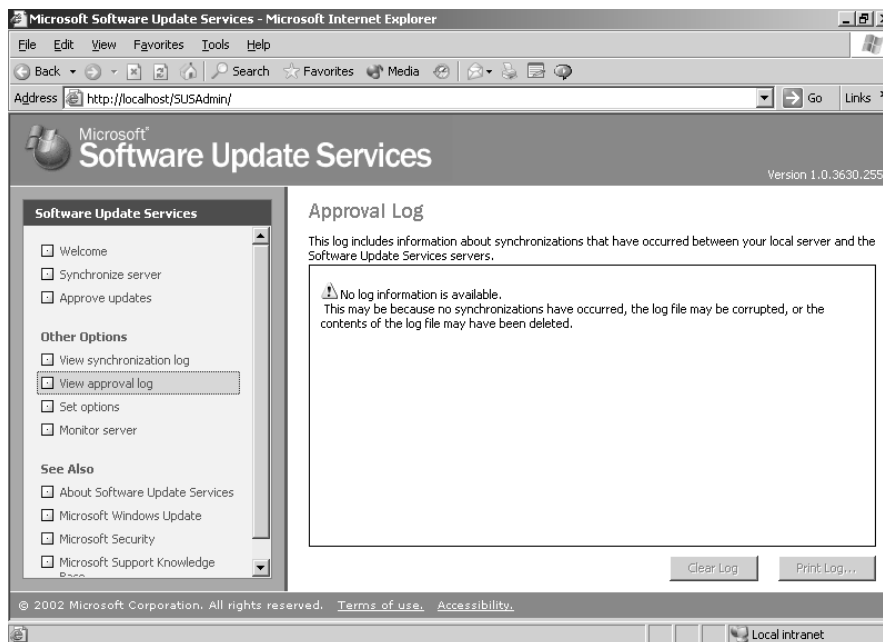 Microsoft Software Update Services - Microsoft Internet Explorer
File Edit View Favorites Tools Help
Back Search Favorites Media
Address http://localhost/SUSAdmin/ Go Links
Microsoft®
Software Update Services
Version 1.0.3630.255
Software Update Services
Welcome
Synchronize server
Approve updates
Other Options
View synchronization log
View approval log
Set options
Monitor server
See Also
About Software Update Services
Microsoft Windows Update
Microsoft Security
Microsoft Support Knowledge
Base
Approval Log
This log includes information about synchronizations that have occurred between your local server and the
Software Update Services servers.
No log information is available.
This may be because no synchronizations have occurred, the log file may be corrupted, or the
contents of the log file may have been deleted.
Clear Log Print Log...
© 2002 Microsoft Corporation. All rights reserved. Terms of use. Accessibility.
Local intranet